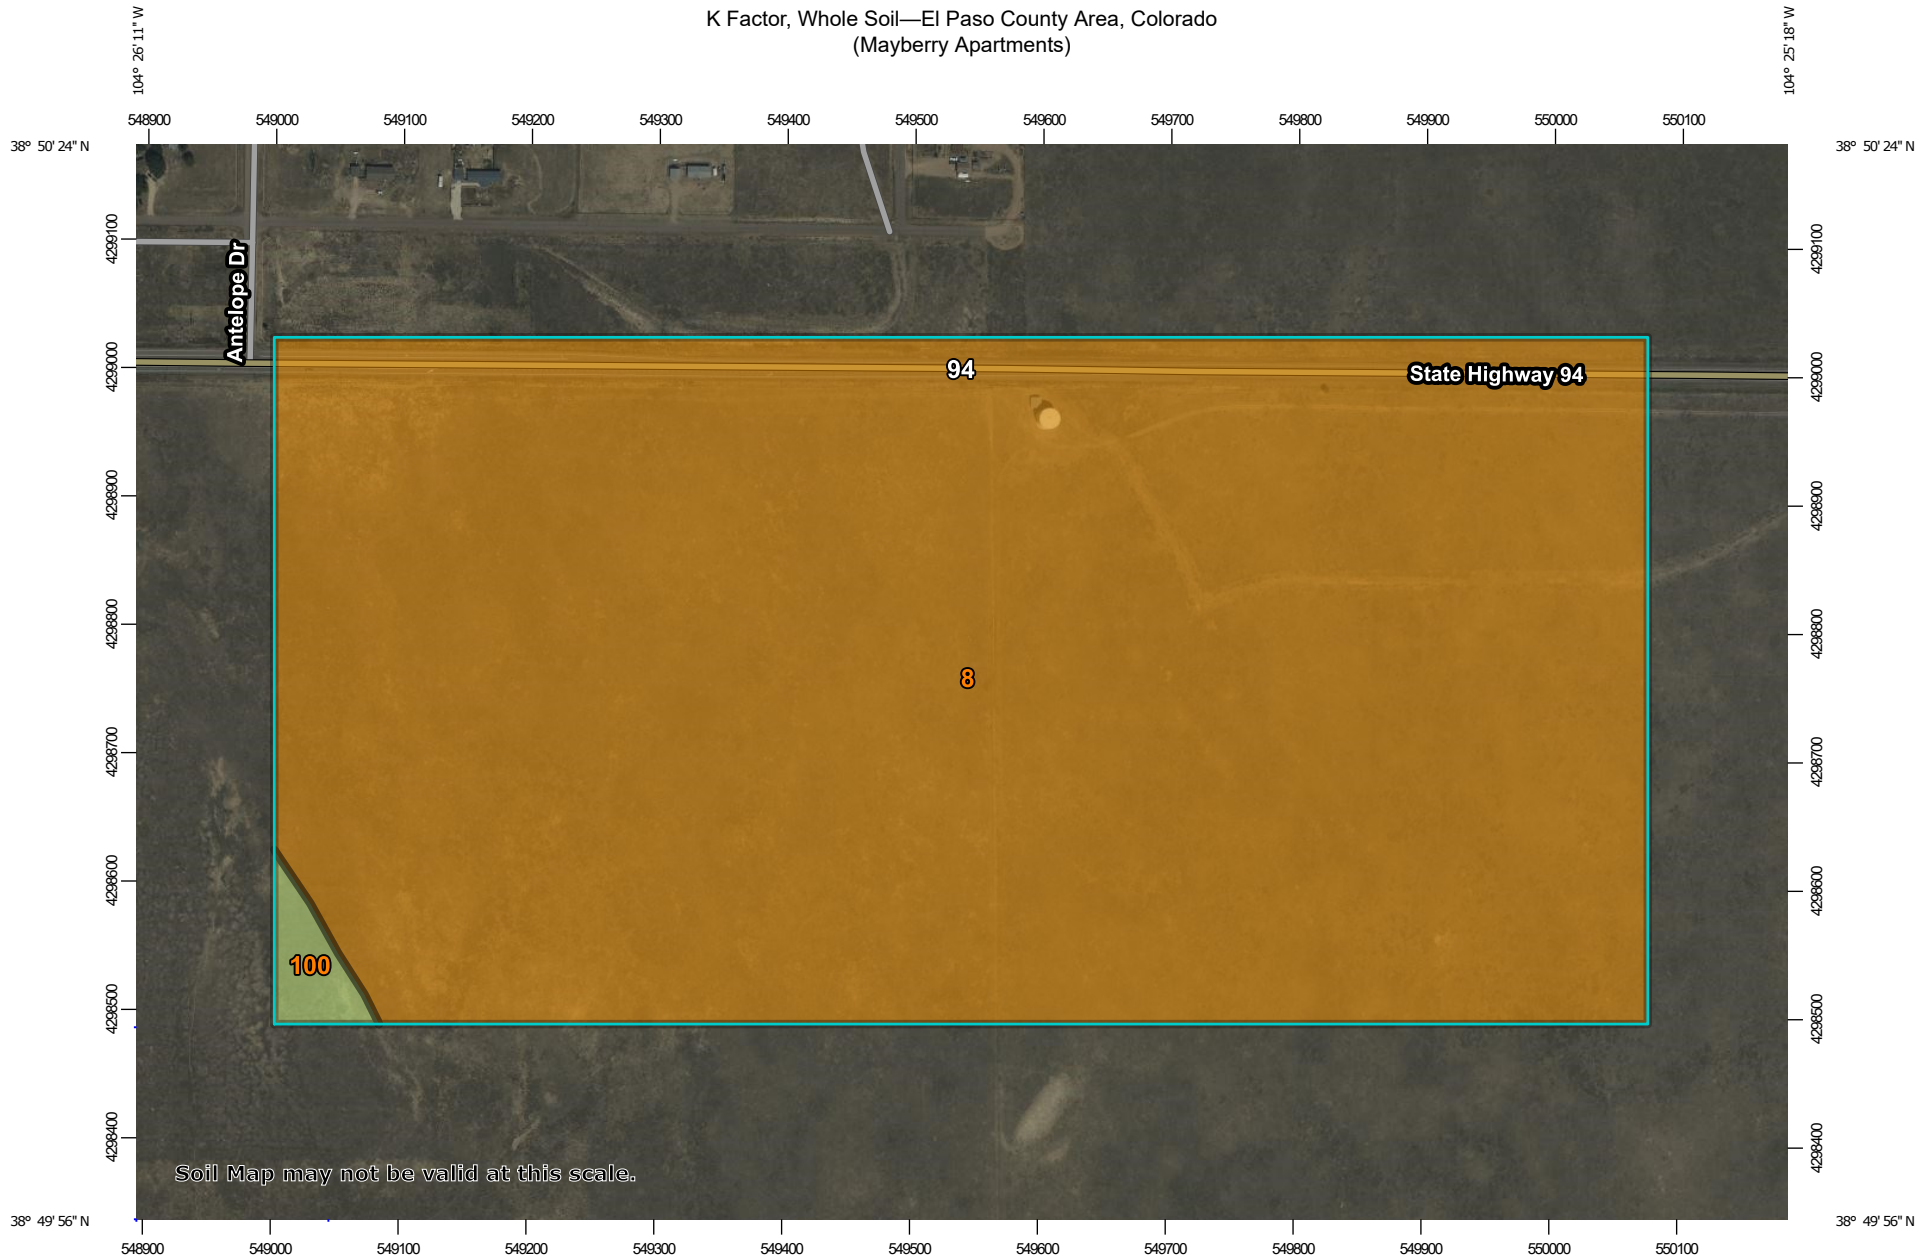 K Factor, Whole Soil—El Paso County Area, Colorado
(Mayberry Apartments)
104° 26' 11" W
104° 25' 18" W
548900 549000 549100 549200 549300 549400 549500 549600 549700 549800 549900 550000 550100
38° 50' 24" N
38° 50' 24" N
4299100
4299100
Antelope Dr
4299000
94
State Highway 94
4299000
4298900
4298900
4298800
4298800
8
4298700
4298700
4298600
4298600
100
4298500
4298500
4298400
4298400
Soil Map may not be valid at this scale.
38° 49' 56" N
38° 49' 56" N
548900 549000 549100 549200 549300 549400 549500 549600 549700 549800 549900 550000 550100